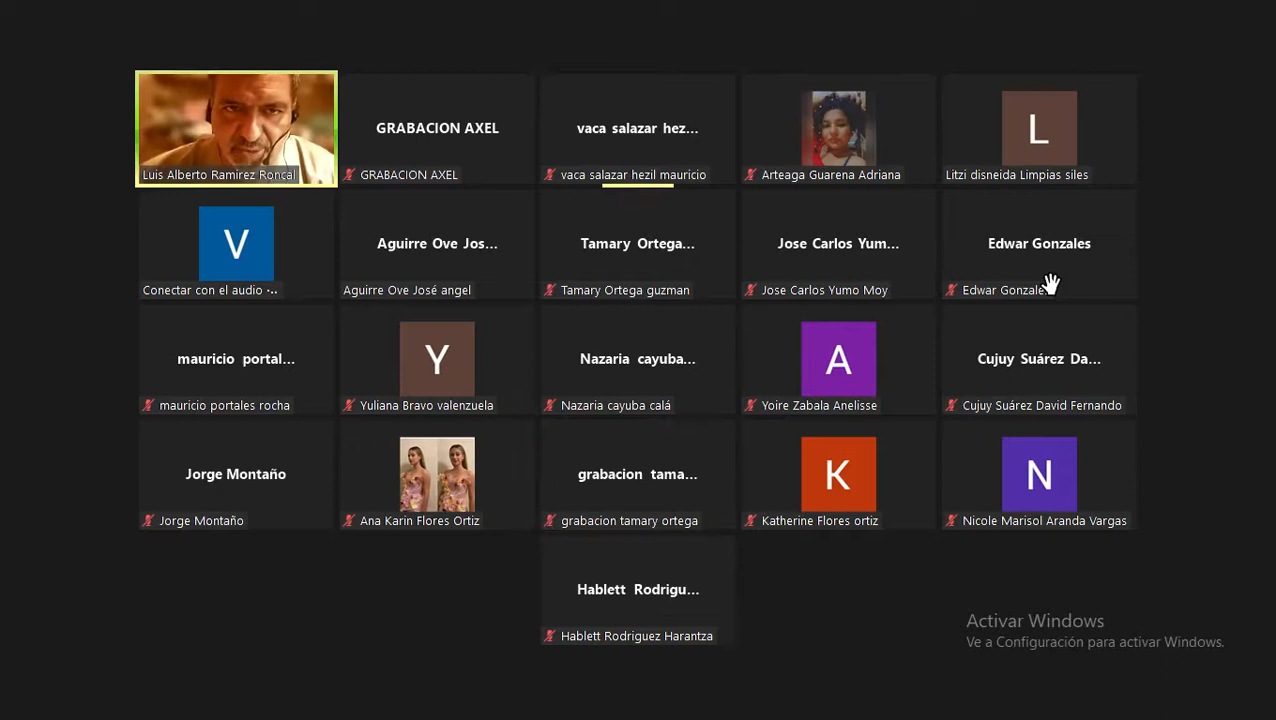 Luis Alberto Ramirez Roncal
GRABACION AXEL
GRABACION AXEL
vaca salazar hez...
vaca salazar hezil mauricio
Arteaga Guarena Adriana
L
Litzi disneida Limpias siles
V
Conectar con el audio ·..
Aguirre Ove Jos...
Aguirre Ove José angel
Tamary Ortega...
Tamary Ortega guzman
Jose Carlos Yum...
Jose Carlos Yumo Moy
Edwar Gonzales
Edwar Gonzales
mauricio portal...
mauricio portales rocha
Y
Yuliana Bravo valenzuela
Nazaria cayuba...
Nazaria cayuba calá
A
Yoire Zabala Anelisse
Cujuy Suárez Da...
Cujuy Suárez David Fernando
Jorge Montaño
Jorge Montaño
Ana Karin Flores Ortiz
grabacion tama...
grabacion tamary ortega
K
Katherine Flores ortiz
N
Nicole Marisol Aranda Vargas
Hablett Rodrigu...
Hablett Rodriguez Harantza
Activar Windows
Ve a Configuración para activar Windows.